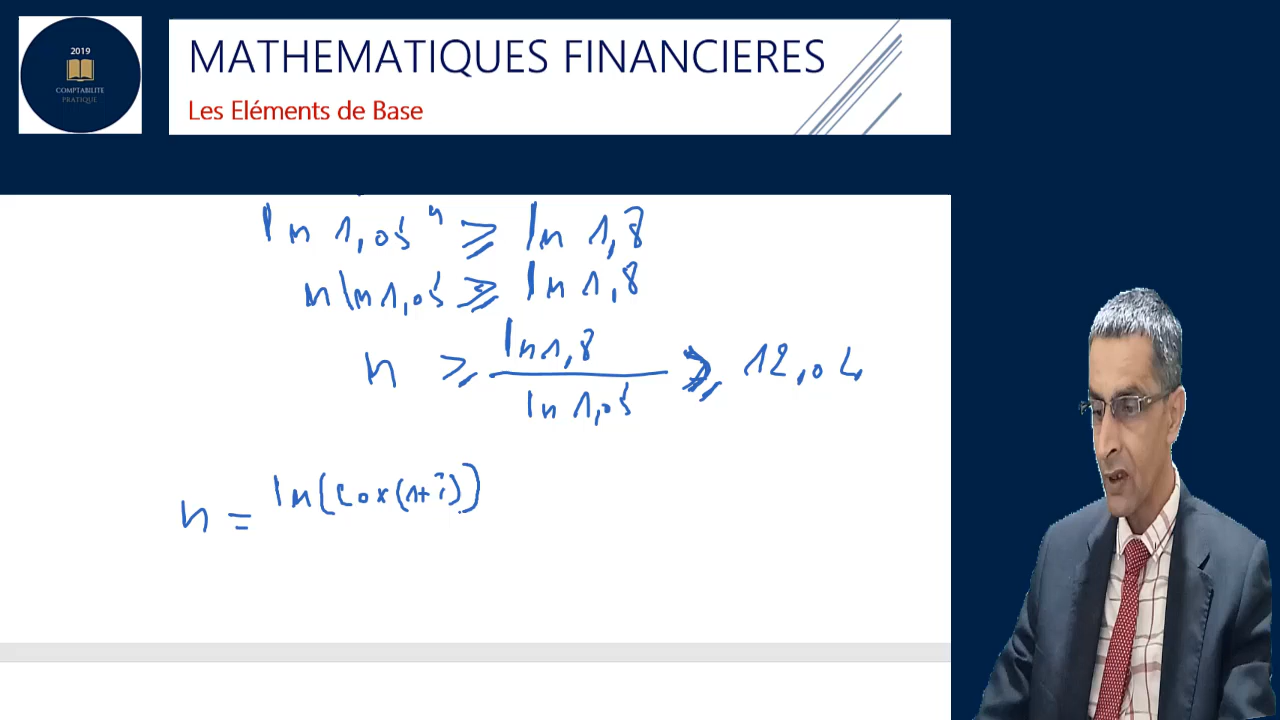 2019
COMPTABILITE
PRATIQUE
MATHEMATIQUES FINANCIERES
Les Eléments de Base
ln 1,05ⁿ ≥ ln 1,8
n ln 1,05 ≥ ln 1,8
n ≥ ln 1,8 / ln 1,05 ≥ 12,04
n = ln(C0×(1+i))